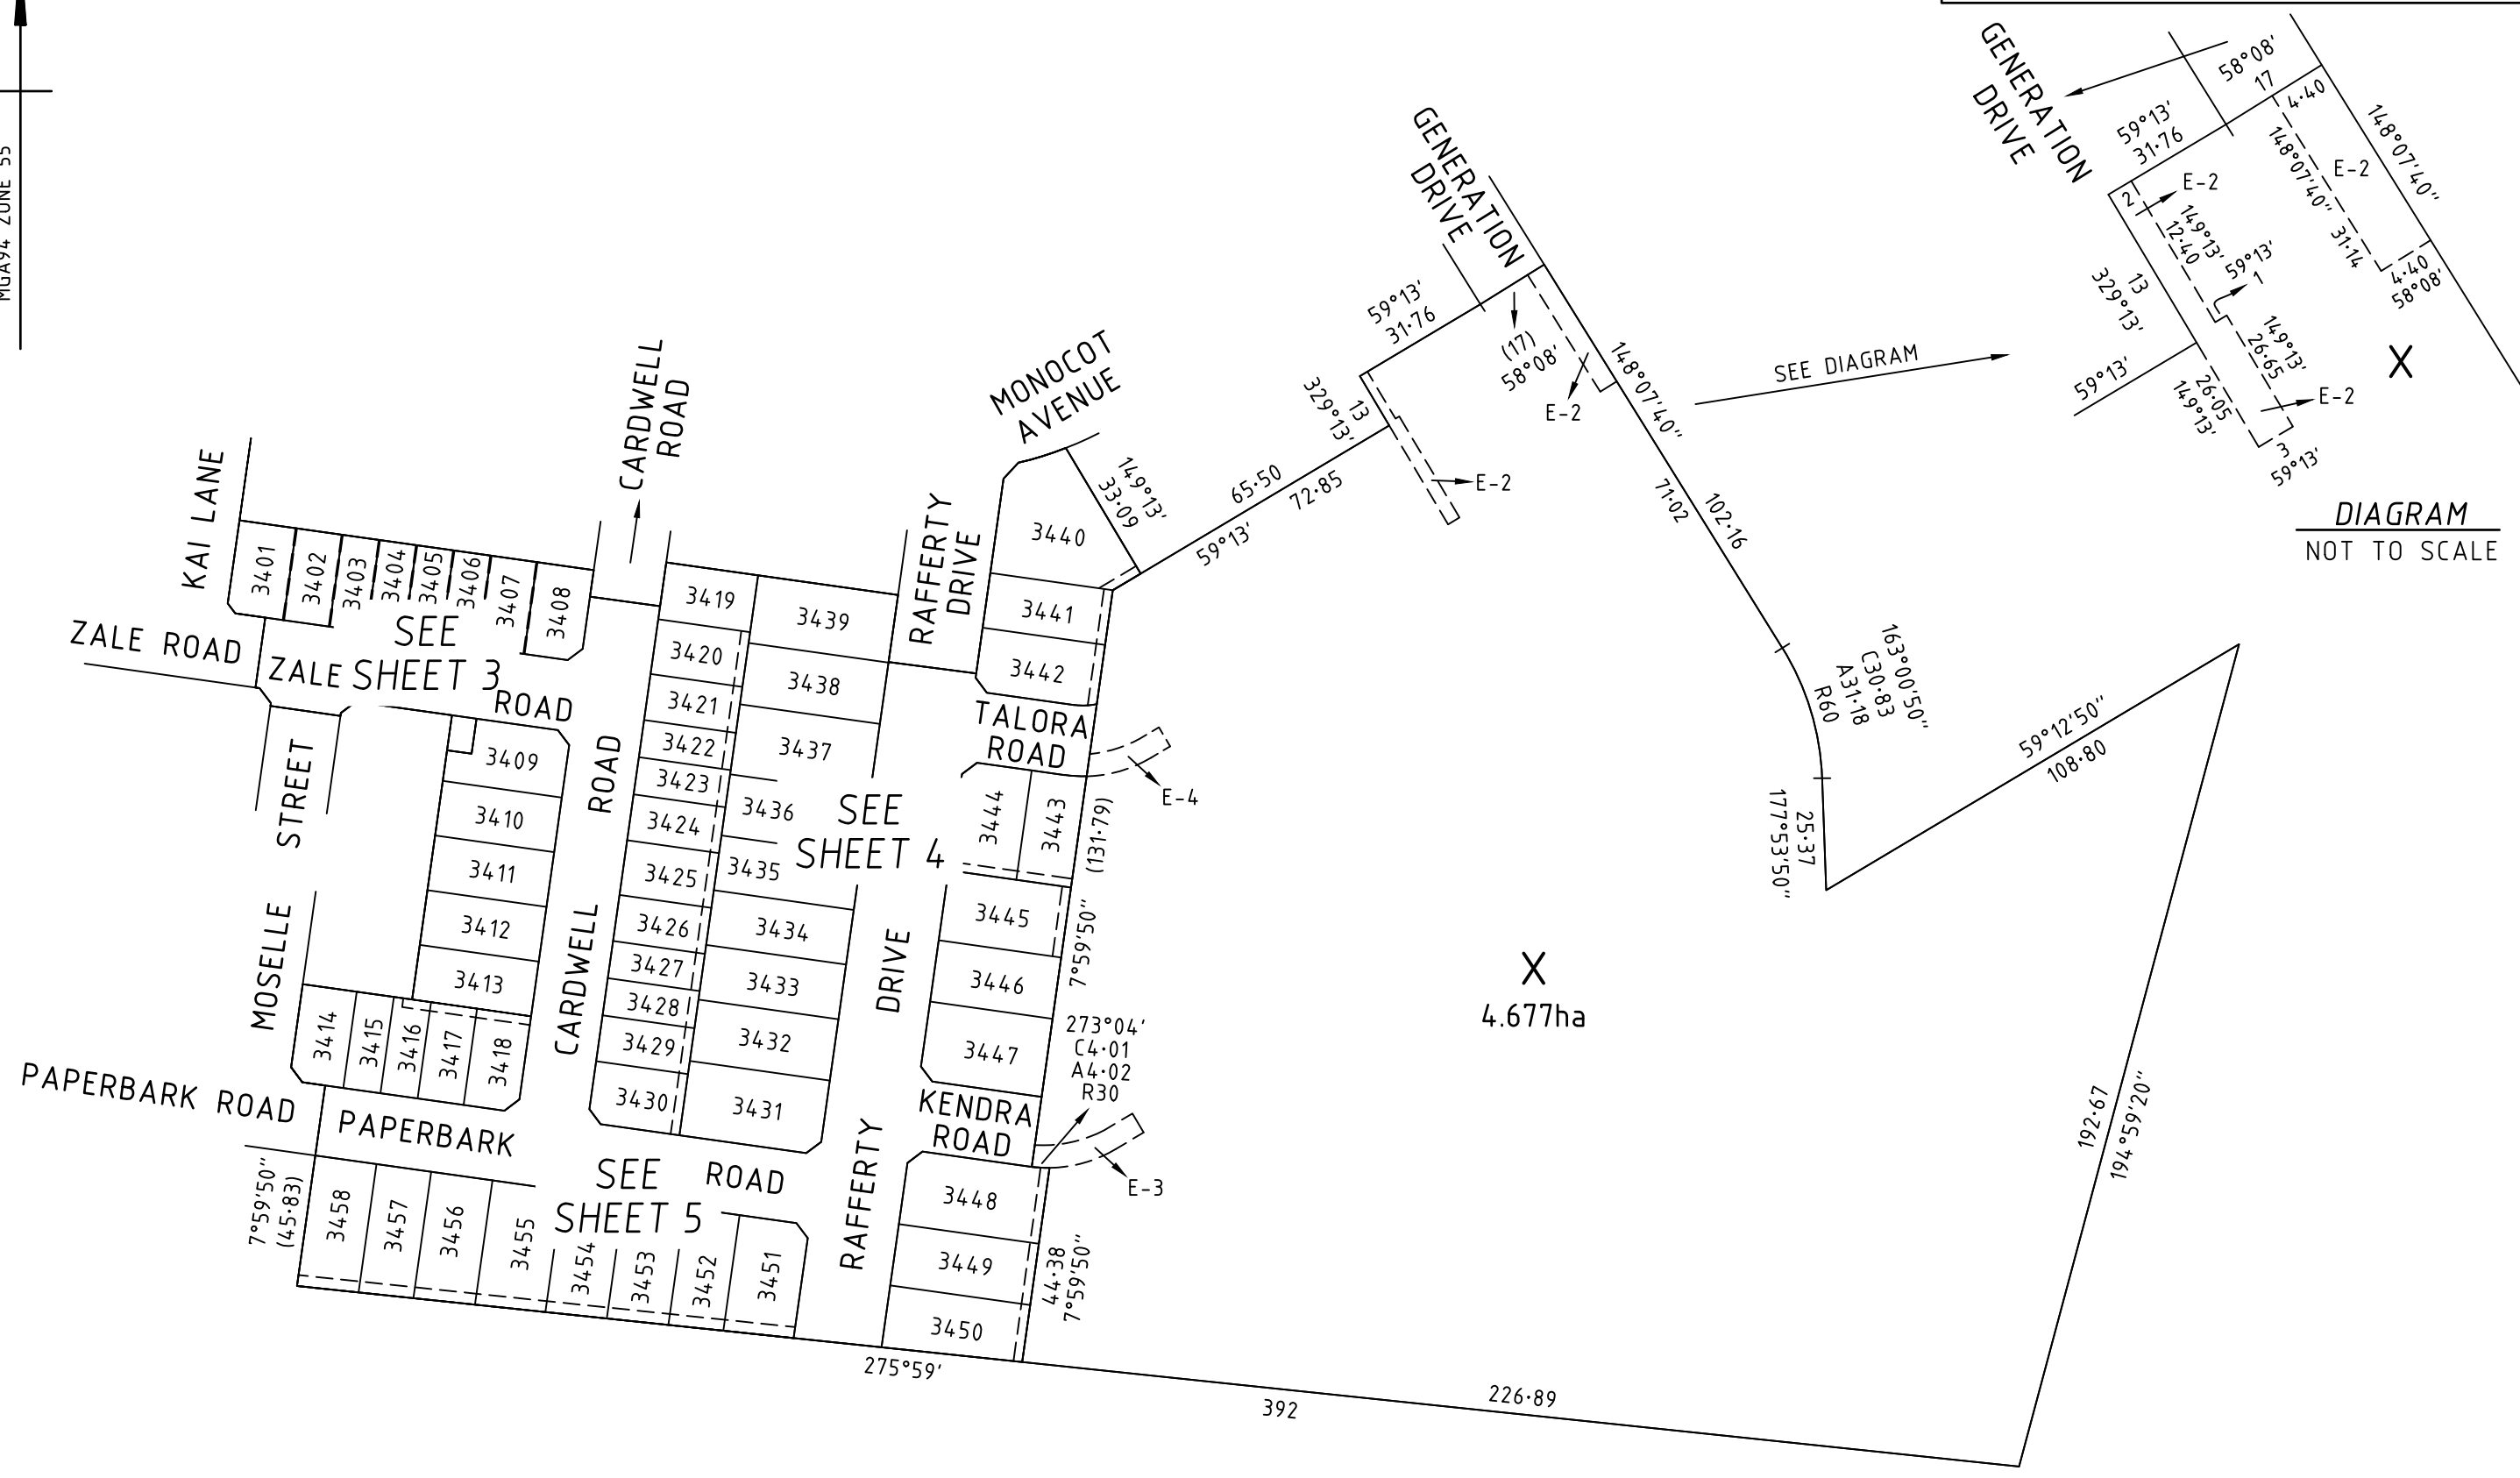 MGA94 ZONE 55
GENERATION
DRIVE
58°08'
17
4·40
59°13'
31·76
148°07'40"
E-2
148°07'40"
31·14
2
E-2
149°13'
12·40
59°13'
1
4·40
58°08'
13
329°13'
149°13'
26·65
59°13'
26·05
149°13'
E-2
3
59°13'
X
DIAGRAM
NOT TO SCALE
SEE DIAGRAM
GENERATION
DRIVE
59°13'
31·76
(17)
58°08'
E-2
148°07'40"
13
329°13'
E-2
71·02
102·16
65·50
72·85
59°13'
MONOCOT
AVENUE
149°13'
33·09
CARDWELL
ROAD
KAI LANE
RAFFERTY
DRIVE
3440
3401
3402
3403
3404
3405
3406
3407
3408
SEE
SHEET 3
3419
3439
3441
3442
ZALE ROAD
ZALE
ROAD
3420
3438
3421
3437
3422
3423
3436
3424
3435
3425
3434
3426
3433
3427
3428
3432
3429
3430
3431
TALORA
ROAD
E-4
SEE
SHEET 4
3444
3443
(131·79)
STREET
MOSELLE
3409
3410
3411
3412
3413
ROAD
CARDWELL
DRIVE
RAFFERTY
3445
3446
3447
7°59'50"
273°04'
C4·01
A4·02
R30
3414
3415
3416
3417
3418
PAPERBARK ROAD
PAPERBARK
ROAD
KENDRA
ROAD
E-3
SEE
SHEET 5
7°59'50"
(45·83)
3458
3457
3456
3455
3454
3453
3452
3451
3448
3449
3450
44·38
7°59'50"
275°59'
392
226·89
163°00'50"
C30·83
A31·18
R60
25·37
177°53'50"
59°12'50"
108·80
X
4.677ha
192·67
194°59'20"